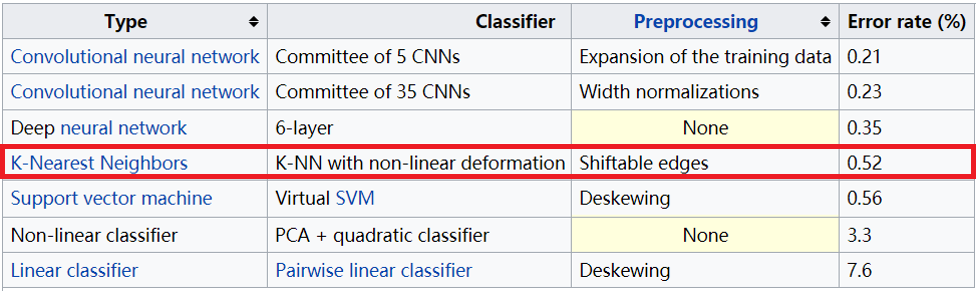 Type Classifier Preprocessing Error rate (%)
Convolutional neural network Committee of 5 CNNs Expansion of the training data 0.21
Convolutional neural network Committee of 35 CNNs Width normalizations 0.23
Deep neural network 6-layer None 0.35
K-Nearest Neighbors K-NN with non-linear deformation Shiftable edges 0.52
Support vector machine Virtual SVM Deskewing 0.56
Non-linear classifier PCA + quadratic classifier None 3.3
Linear classifier Pairwise linear classifier Deskewing 7.6